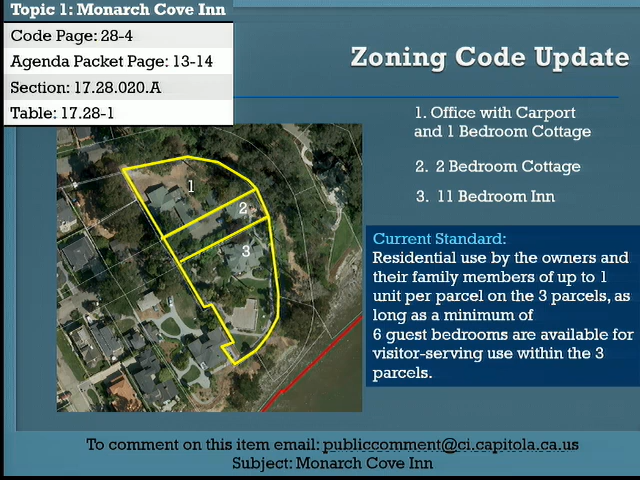 Topic 1: Monarch Cove Inn
Code Page: 28-4
Agenda Packet Page: 13-14
Section: 17.28.020.A
Table: 17.28-1
Zoning Code Update
1. Office with Carport
and 1 Bedroom Cottage
2. 2 Bedroom Cottage
3. 11 Bedroom Inn
1
2
3
Current Standard:
Residential use by the owners and
their family members of up to 1
unit per parcel on the 3 parcels, as
long as a minimum of
6 guest bedrooms are available for
visitor-serving use within the 3
parcels.
To comment on this item email: publiccomment@ci.capitola.ca.us
Subject: Monarch Cove Inn